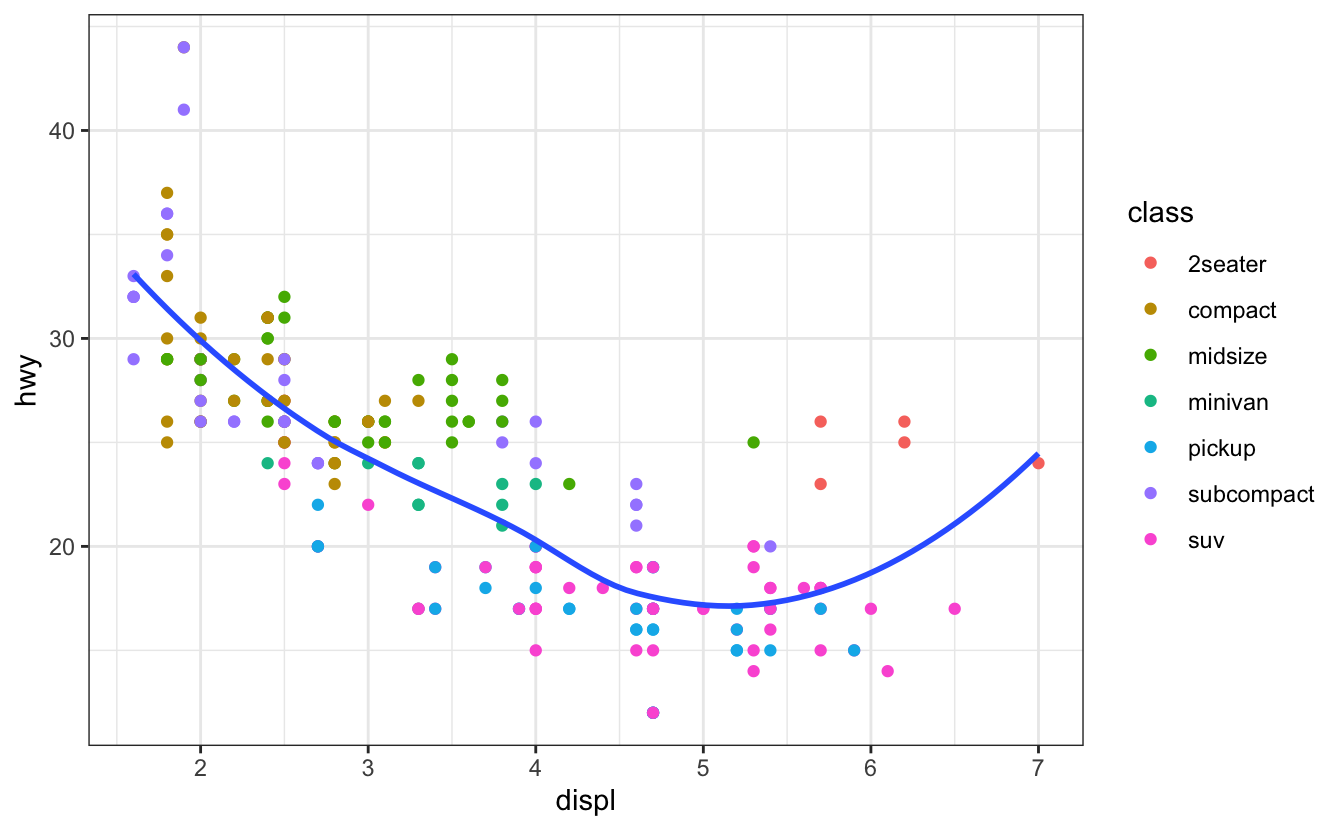 40
30
20
hwy
2 3 4 5 6 7
displ
class
2seater
compact
midsize
minivan
pickup
subcompact
suv